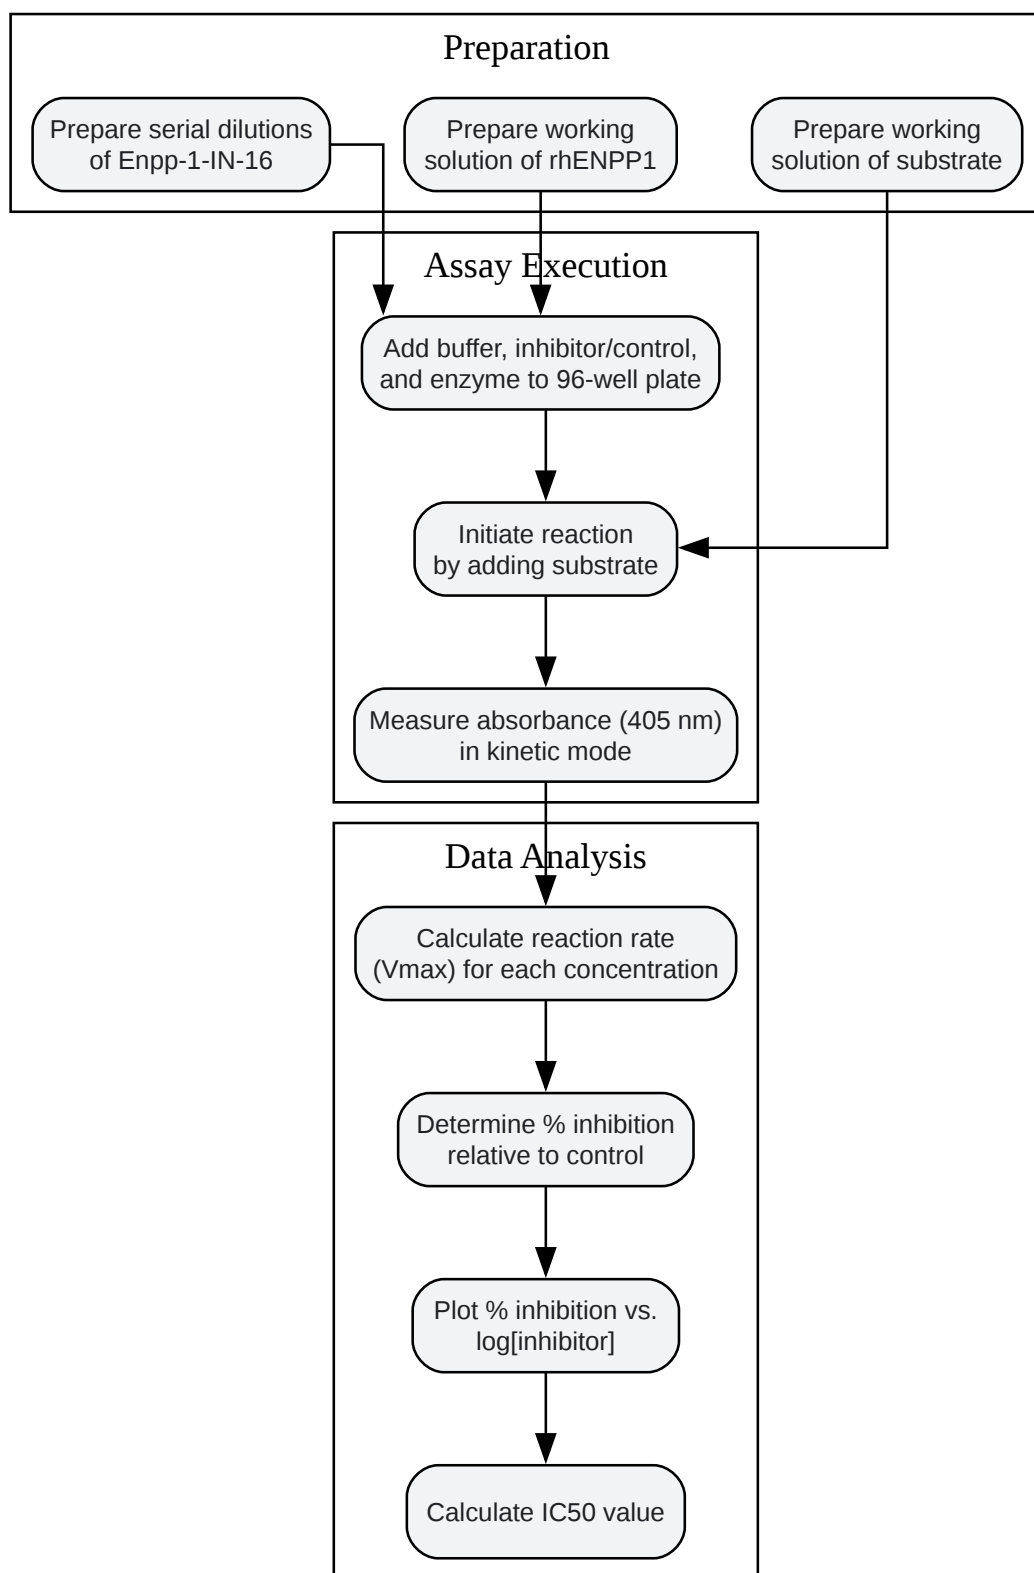 Preparation
Prepare serial dilutions
of Enpp-1-IN-16
Prepare working
solution of rhENPP1
Prepare working
solution of substrate
Assay Execution
Add buffer, inhibitor/control,
and enzyme to 96-well plate
Initiate reaction
by adding substrate
Measure absorbance (405 nm)
in kinetic mode
Data Analysis
Calculate reaction rate
(Vmax) for each concentration
Determine % inhibition
relative to control
Plot % inhibition vs.
log[inhibitor]
Calculate IC50 value